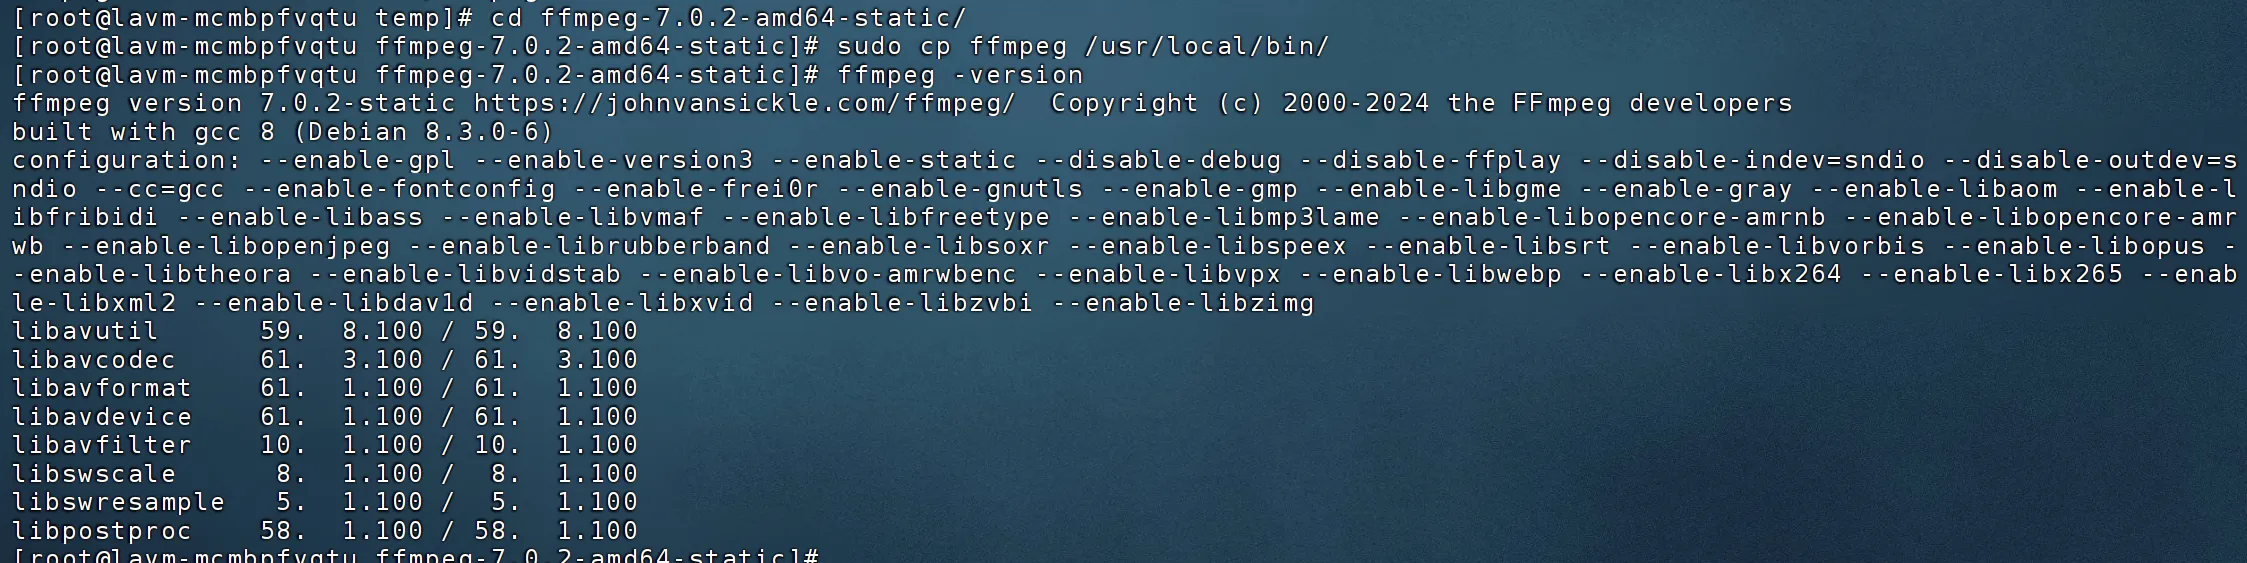 [root@lavm-mcmbpfvqtu temp]# cd ffmpeg-7.0.2-amd64-static/
[root@lavm-mcmbpfvqtu ffmpeg-7.0.2-amd64-static]# sudo cp ffmpeg /usr/local/bin/
[root@lavm-mcmbpfvqtu ffmpeg-7.0.2-amd64-static]# ffmpeg -version
ffmpeg version 7.0.2-static https://johnvansickle.com/ffmpeg/  Copyright (c) 2000-2024 the FFmpeg developers
built with gcc 8 (Debian 8.3.0-6)
configuration: --enable-gpl --enable-version3 --enable-static --disable-debug --disable-ffplay --disable-indev=sndio --disable-outdev=s
ndio --cc=gcc --enable-fontconfig --enable-frei0r --enable-gnutls --enable-gmp --enable-libgme --enable-gray --enable-libaom --enable-l
ibfribidi --enable-libass --enable-libvmaf --enable-libfreetype --enable-libmp3lame --enable-libopencore-amrnb --enable-libopencore-amr
wb --enable-libopenjpeg --enable-librubberband --enable-libsoxr --enable-libspeex --enable-libsrt --enable-libvorbis --enable-libopus -
-enable-libtheora --enable-libvidstab --enable-libvo-amrwbenc --enable-libvpx --enable-libwebp --enable-libx264 --enable-libx265 --enab
le-libxml2 --enable-libdav1d --enable-libxvid --enable-libzvbi --enable-libzimg
libavutil      59.  8.100 / 59.  8.100
libavcodec     61.  3.100 / 61.  3.100
libavformat    61.  1.100 / 61.  1.100
libavdevice    61.  1.100 / 61.  1.100
libavfilter    10.  1.100 / 10.  1.100
libswscale      8.  1.100 /  8.  1.100
libswresample   5.  1.100 /  5.  1.100
libpostproc    58.  1.100 / 58.  1.100
[root@lavm-mcmbpfvqtu ffmpeg-7.0.2-amd64-static]#